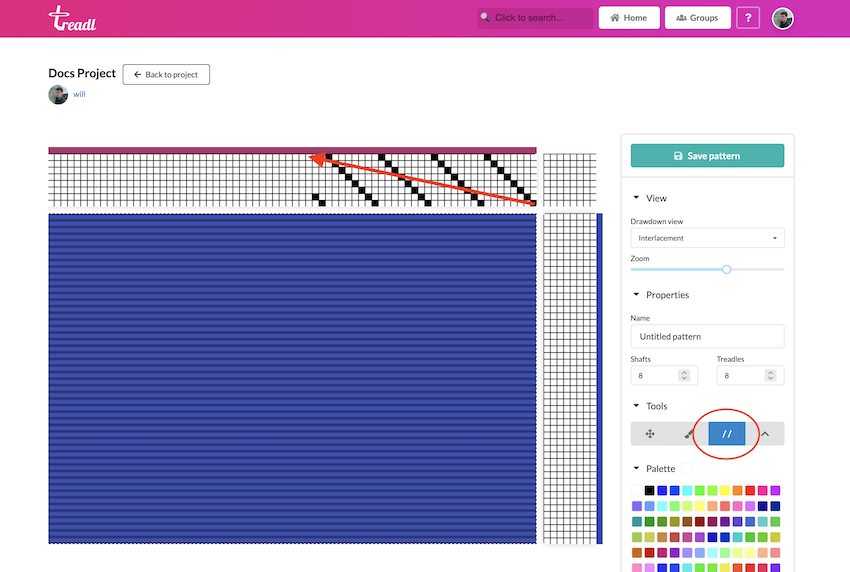 treadl
Click to search...
Home
Groups
?
Docs Project
Back to project
will
Save pattern
View
Drawdown view
Interlacement
Zoom
Properties
Name
Untitled pattern
Shafts Treadles
8 8
Tools
//
Palette